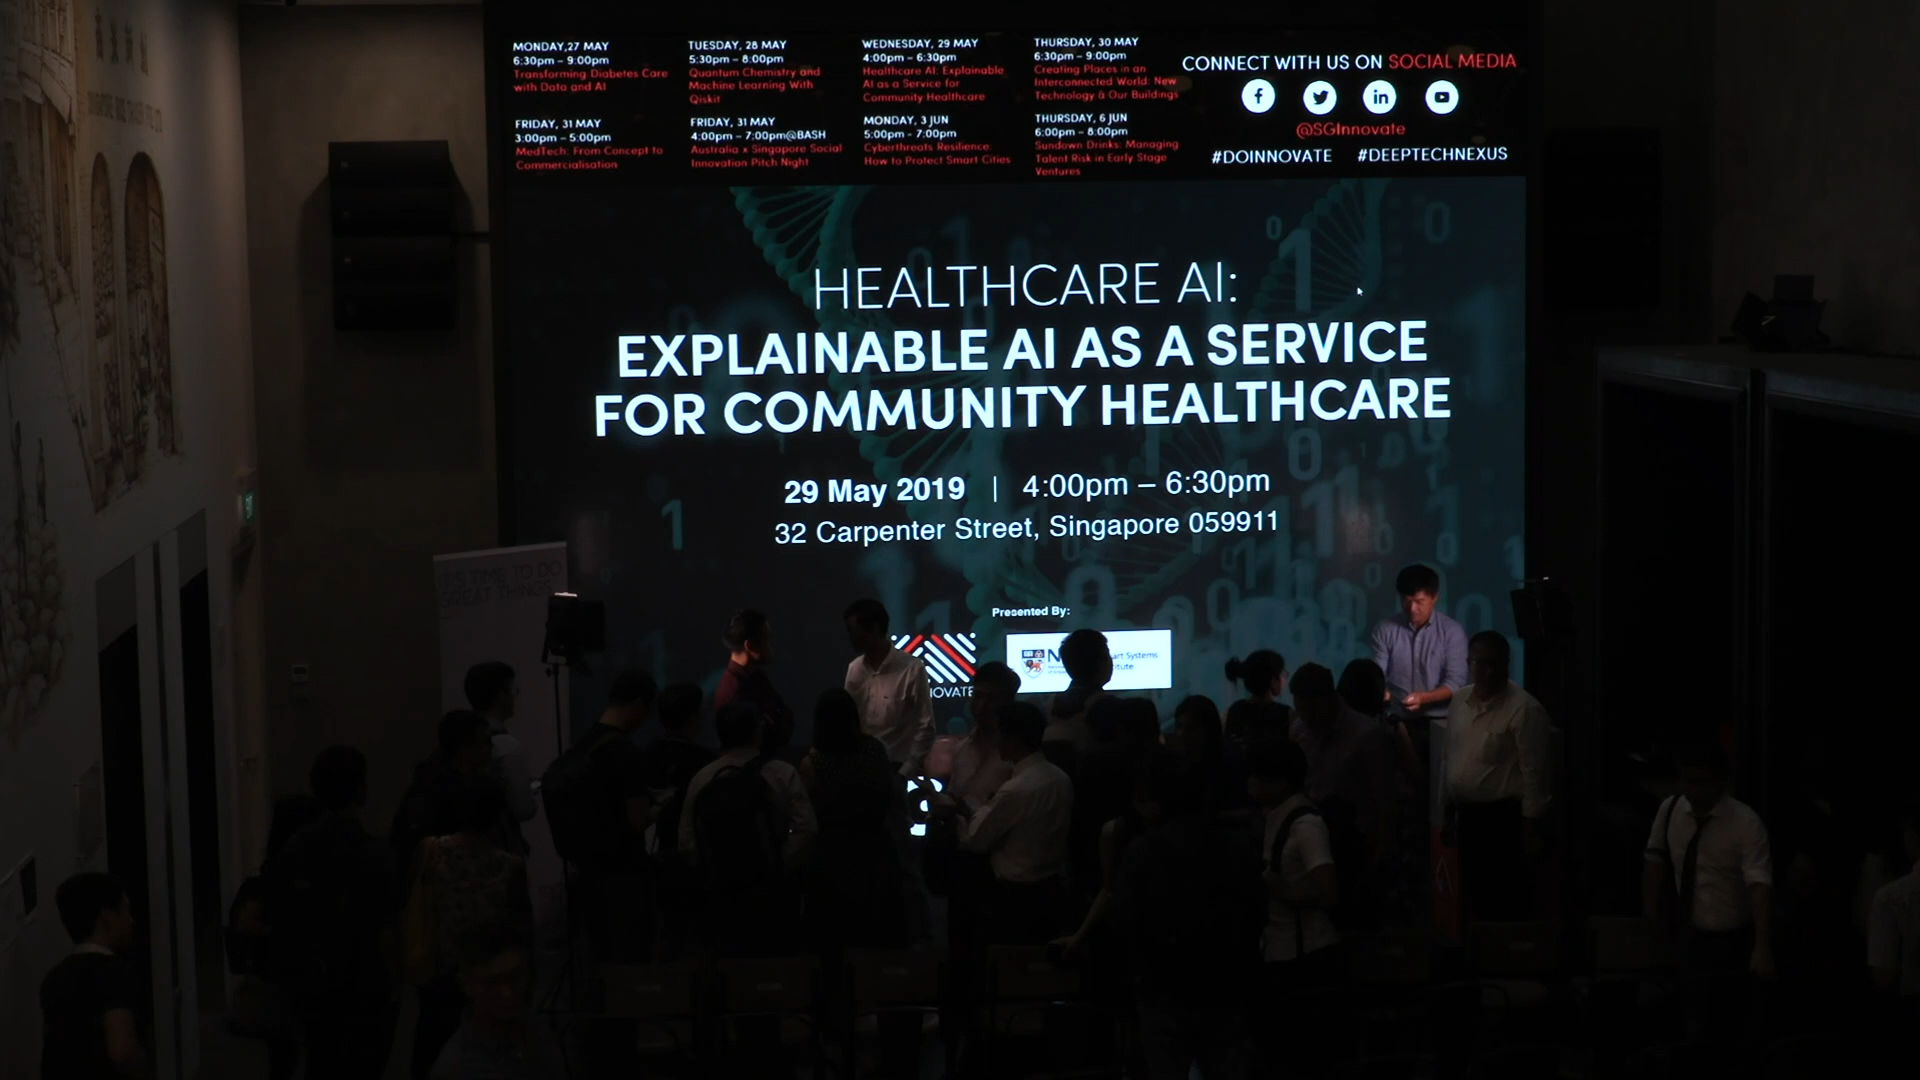 MONDAY, 27 MAY
6:30pm – 9:00pm
Transforming Diabetes Care
with Data and AI
TUESDAY, 28 MAY
5:30pm – 8:00pm
Quantum Chemistry and
Machine Learning With
Qiskit
WEDNESDAY, 29 MAY
4:00pm – 6:30pm
Healthcare AI: Explainable
AI as a Service for
Community Healthcare
THURSDAY, 30 MAY
6:30pm – 9:00pm
Creating Places in an
Interconnected World: New
Technology & Our Buildings
FRIDAY, 31 MAY
3:00pm – 5:00pm
MedTech: From Concept to
Commercialisation
FRIDAY, 31 MAY
4:00pm – 7:00pm@BASH
Australia x Singapore Social
Innovation Pitch Night
MONDAY, 3 JUN
5:00pm - 7:00pm
Cyberthreats Resilience:
How to Protect Smart Cities
THURSDAY, 6 JUN
6:00pm – 8:00pm
Sundown Drinks: Managing
Talent Risk in Early Stage
Ventures
CONNECT WITH US ON SOCIAL MEDIA
@SGInnovate
#DOINNOVATE #DEEPTECHNEXUS
HEALTHCARE AI:
EXPLAINABLE AI AS A SERVICE
FOR COMMUNITY HEALTHCARE
29 May 2019 | 4:00pm – 6:30pm
32 Carpenter Street, Singapore 059911
IT'S TIME TO DO
GREAT THINGS
Presented By: